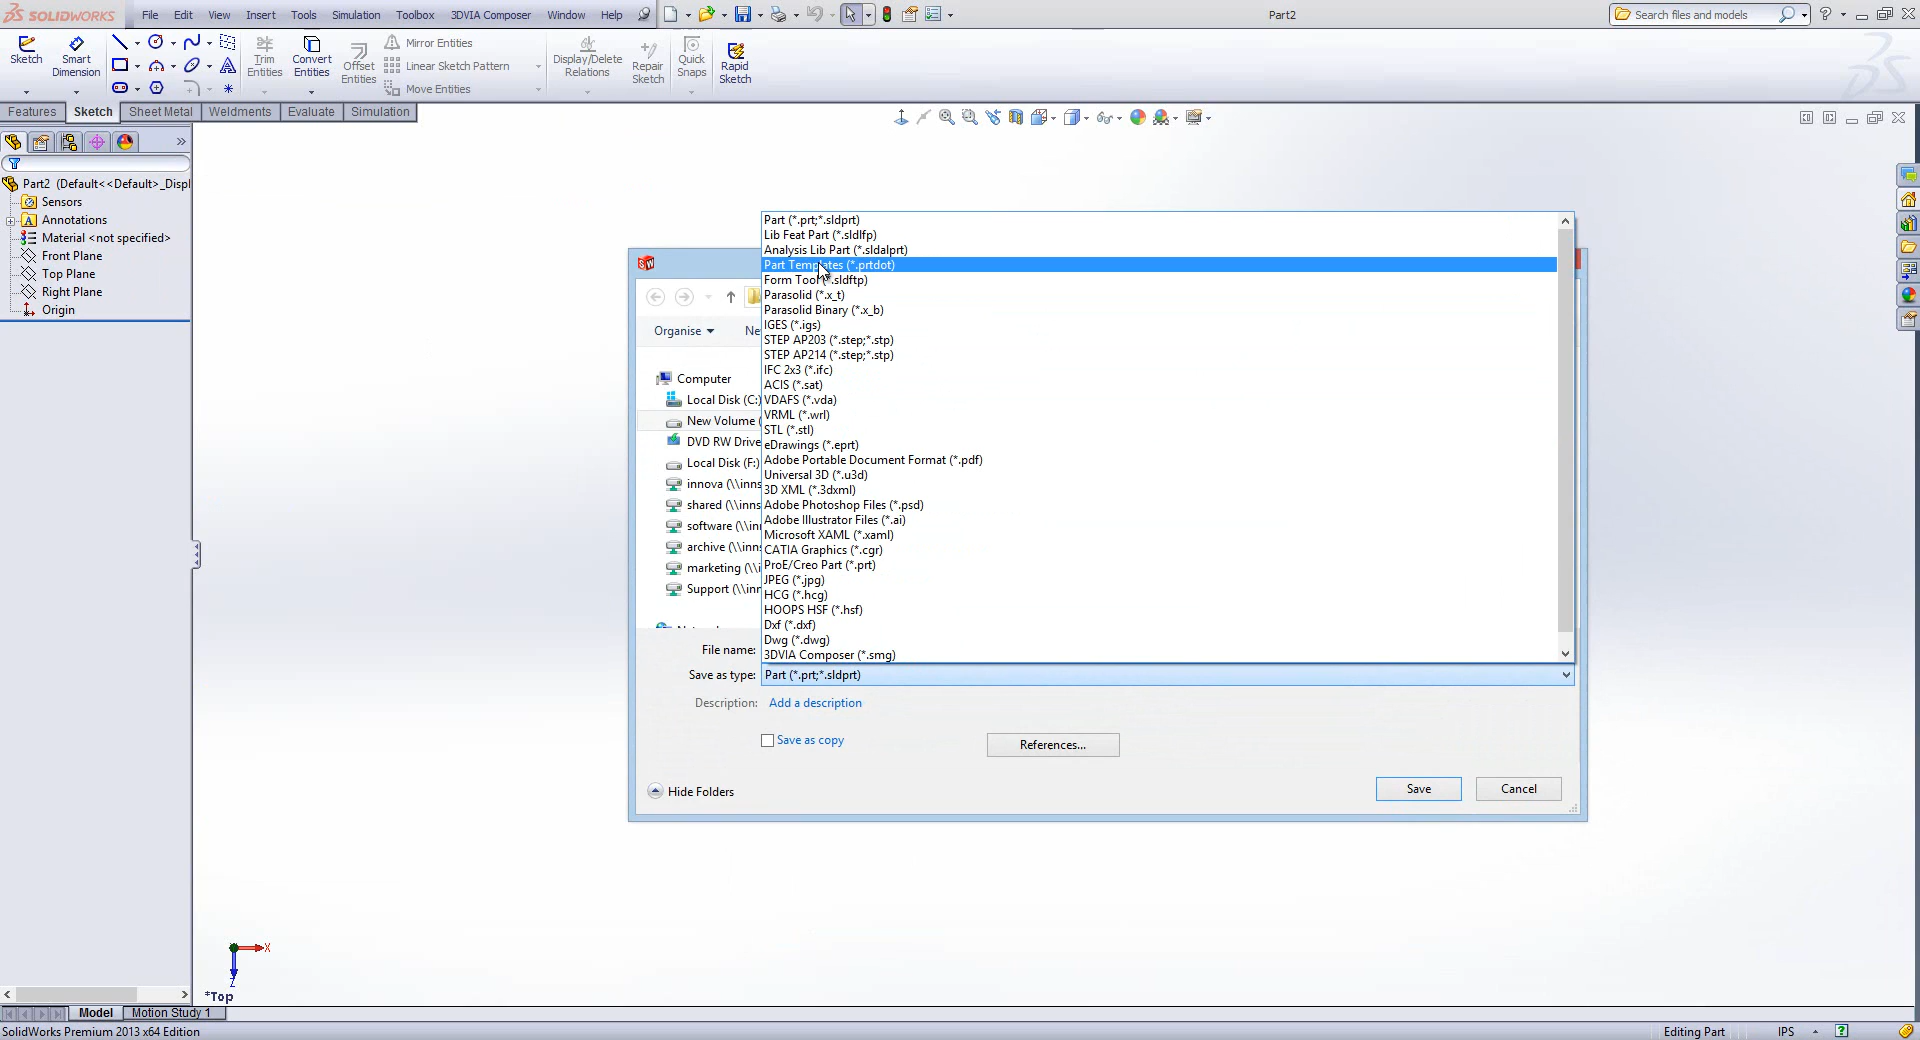 SOLIDWORKS File Edit View Insert Tools Simulation Toolbox 3DVIA Composer Window Help Part2 Search files and models
Sketch Smart Dimension Trim Entities Convert Entities Offset Entities Mirror Entities Linear Sketch Pattern Move Entities Display/Delete Relations Repair Sketch Quick Snaps Rapid Sketch
Features Sketch Sheet Metal Weldments Evaluate Simulation
Part2 (Default<<Default>_Displ
Sensors
Annotations
Material <not specified>
Front Plane
Top Plane
Right Plane
Origin
Part (*.prt;*.sldprt)
Lib Feat Part (*.sldlfp)
Analysis Lib Part (*.sldalprt)
Part Templates (*.prtdot)
Form Tool (*.sldftp)
Parasolid (*.x_t)
Parasolid Binary (*.x_b)
IGES (*.igs)
STEP AP203 (*.step;*.stp)
STEP AP214 (*.step;*.stp)
IFC 2x3 (*.ifc)
ACIS (*.sat)
VDAFS (*.vda)
VRML (*.wrl)
STL (*.stl)
eDrawings (*.eprt)
Adobe Portable Document Format (*.pdf)
Universal 3D (*.u3d)
3D XML (*.3dxml)
Adobe Photoshop Files (*.psd)
Adobe Illustrator Files (*.ai)
Microsoft XAML (*.xaml)
CATIA Graphics (*.cgr)
ProE/Creo Part (*.prt)
JPEG (*.jpg)
HCG (*.hcg)
HOOPS HSF (*.hsf)
Dxf (*.dxf)
Dwg (*.dwg)
3DVIA Composer (*.smg)
Organise Ne
Computer
Local Disk (C:)
New Volume (
DVD RW Drive
Local Disk (F:)
innova (\\inns
shared (\\inns
software (\\inn
archive (\\inns
marketing (\\i
Support (\\inn
File name:
Save as type: Part (*.prt;*.sldprt)
Description: Add a description
Save as copy References...
Hide Folders Save Cancel
X
Z
*Top
Model Motion Study 1
SolidWorks Premium 2013 x64 Edition Editing Part IPS